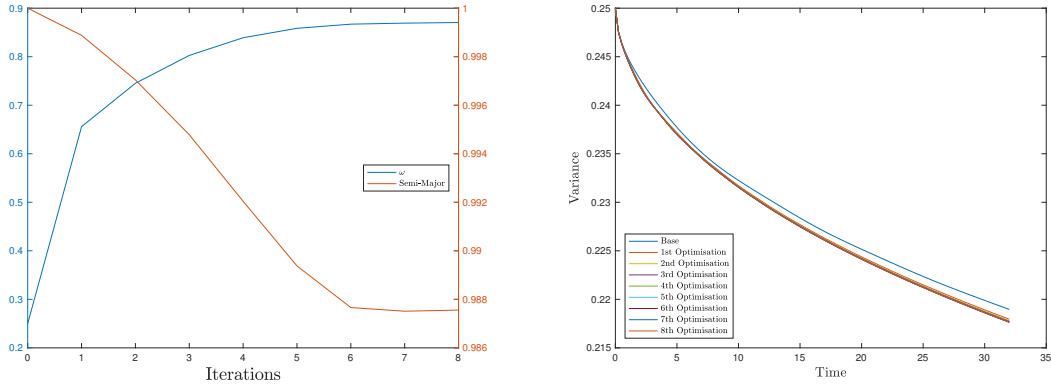 0.9
0.8
0.7
0.6
0.5
0.4
0.3
0.2
1
0.998
0.996
0.994
0.992
0.99
0.988
0.986
ω
Semi-Major
0 1 2 3 4 5 6 7 8
Iterations
0.25
0.245
0.24
0.235
0.23
0.225
0.22
0.215
Variance
Base
1st Optimisation
2nd Optimisation
3rd Optimisation
4th Optimisation
5th Optimisation
6th Optimisation
7th Optimisation
8th Optimisation
0 5 10 15 20 25 30 35
Time